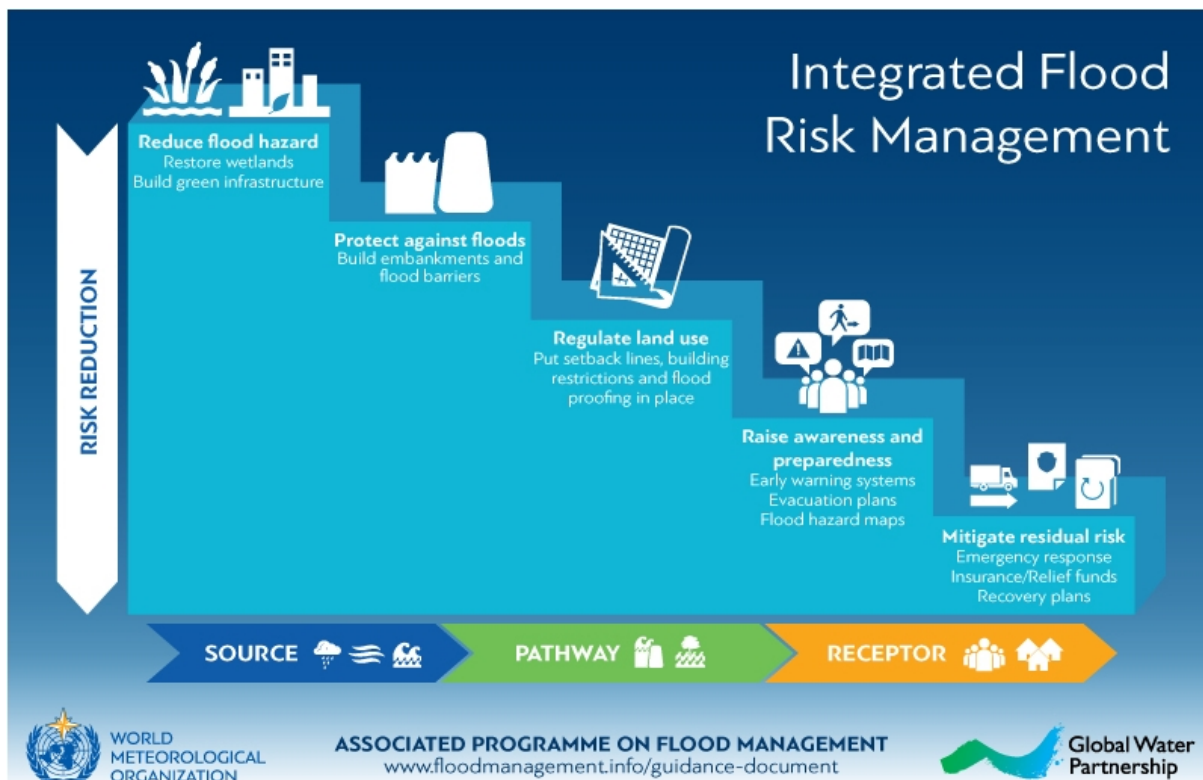 Integrated Flood
Risk Management
RISK REDUCTION
Reduce flood hazard
Restore wetlands
Build green infrastructure
Protect against floods
Build embankments and
flood barriers
Regulate land use
Put setback lines, building
restrictions and flood
proofing in place
Raise awareness and
preparedness
Early warning systems
Evacuation plans
Flood hazard maps
Mitigate residual risk
Emergency response
Insurance/Relief funds
Recovery plans
SOURCE
PATHWAY
RECEPTOR
WORLD
METEOROLOGICAL
ORGANIZATION
ASSOCIATED PROGRAMME ON FLOOD MANAGEMENT
www.floodmanagement.info/guidance-document
Global Water
Partnership